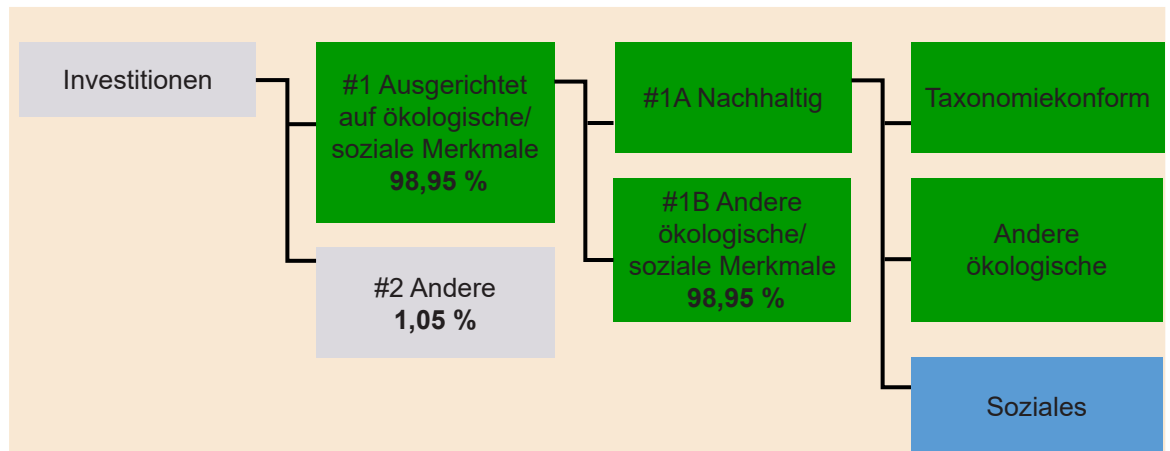 Investitionen
#1 Ausgerichtet
auf ökologische/
soziale Merkmale
98,95 %
#2 Andere
1,05 %
#1A Nachhaltig
#1B Andere
ökologische/
soziale Merkmale
98,95 %
Taxonomiekonform
Andere
ökologische
Soziales